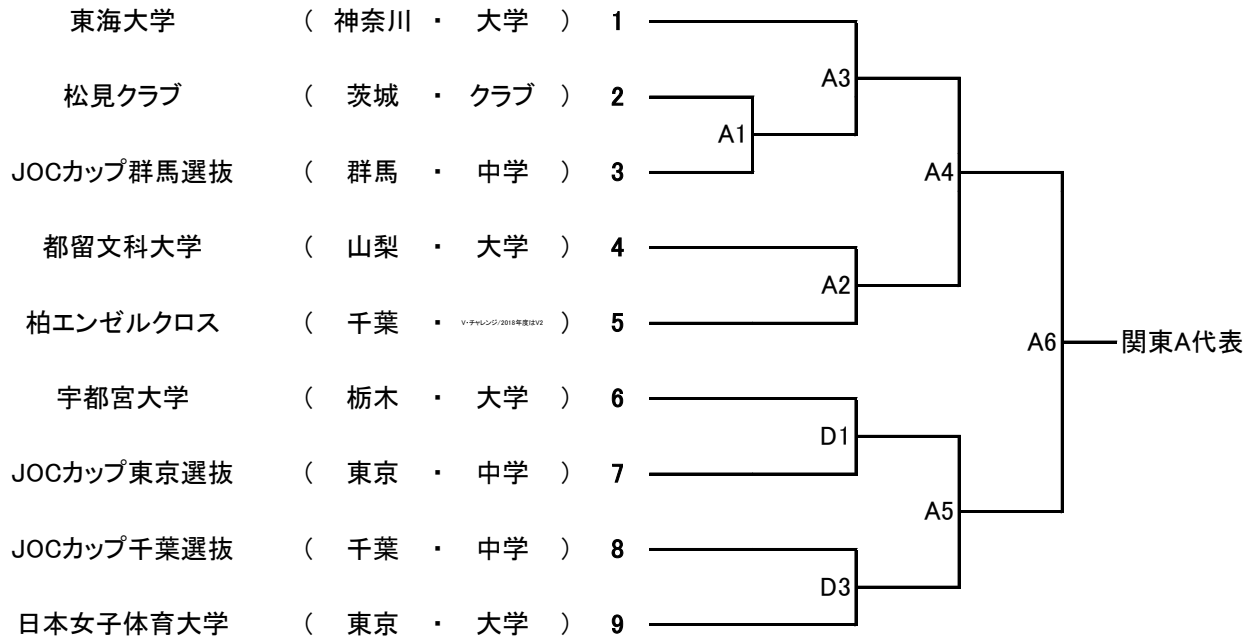 東海大学 ( 神奈川 ・ 大学 ) 1
A3
松見クラブ ( 茨城 ・ クラブ ) 2
A1
JOCカップ群馬選抜 ( 群馬 ・ 中学 ) 3
A4
都留文科大学 ( 山梨 ・ 大学 ) 4
A2
柏エンゼルクロス ( 千葉 ・ V・チャレンジ/2018年度はV2 ) 5
A6 関東A代表
宇都宮大学 ( 栃木 ・ 大学 ) 6
D1
JOCカップ東京選抜 ( 東京 ・ 中学 ) 7
A5
JOCカップ千葉選抜 ( 千葉 ・ 中学 ) 8
D3
日本女子体育大学 ( 東京 ・ 大学 ) 9